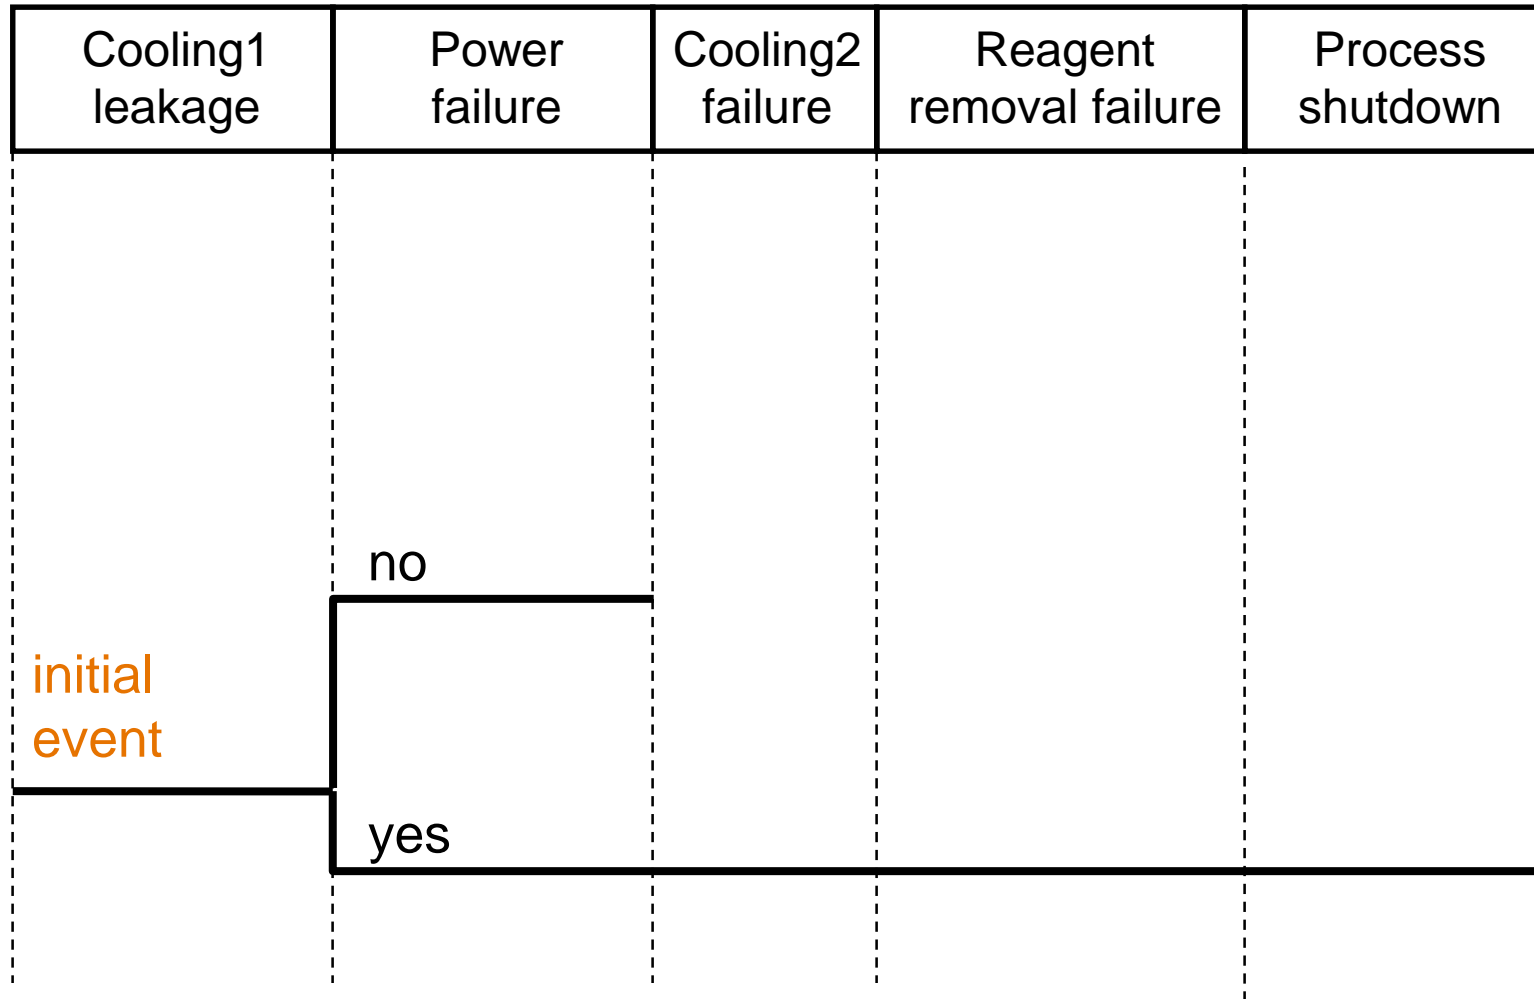 Cooling1
leakage
Power
failure
Cooling2
failure
Reagent
removal failure
Process
shutdown
no
initial
event
yes